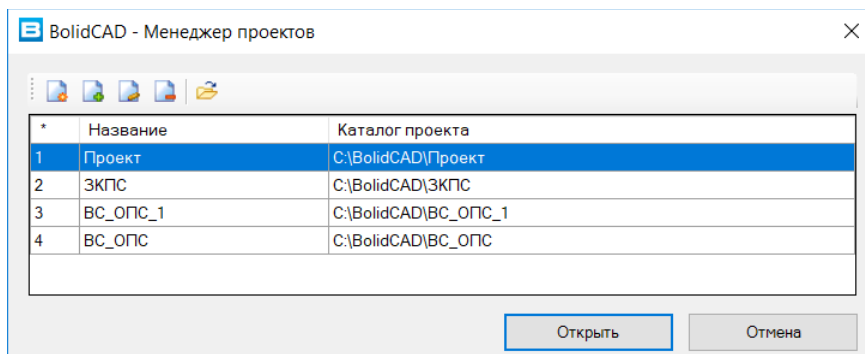 B BolidCAD - Менеджер проектов
* Название Каталог проекта
1 Проект C:\BolidCAD\Проект
2 ЗКПС C:\BolidCAD\ЗКПС
3 ВС_ОПС_1 C:\BolidCAD\ВС_ОПС_1
4 ВС_ОПС C:\BolidCAD\ВС_ОПС
Открыть Отмена